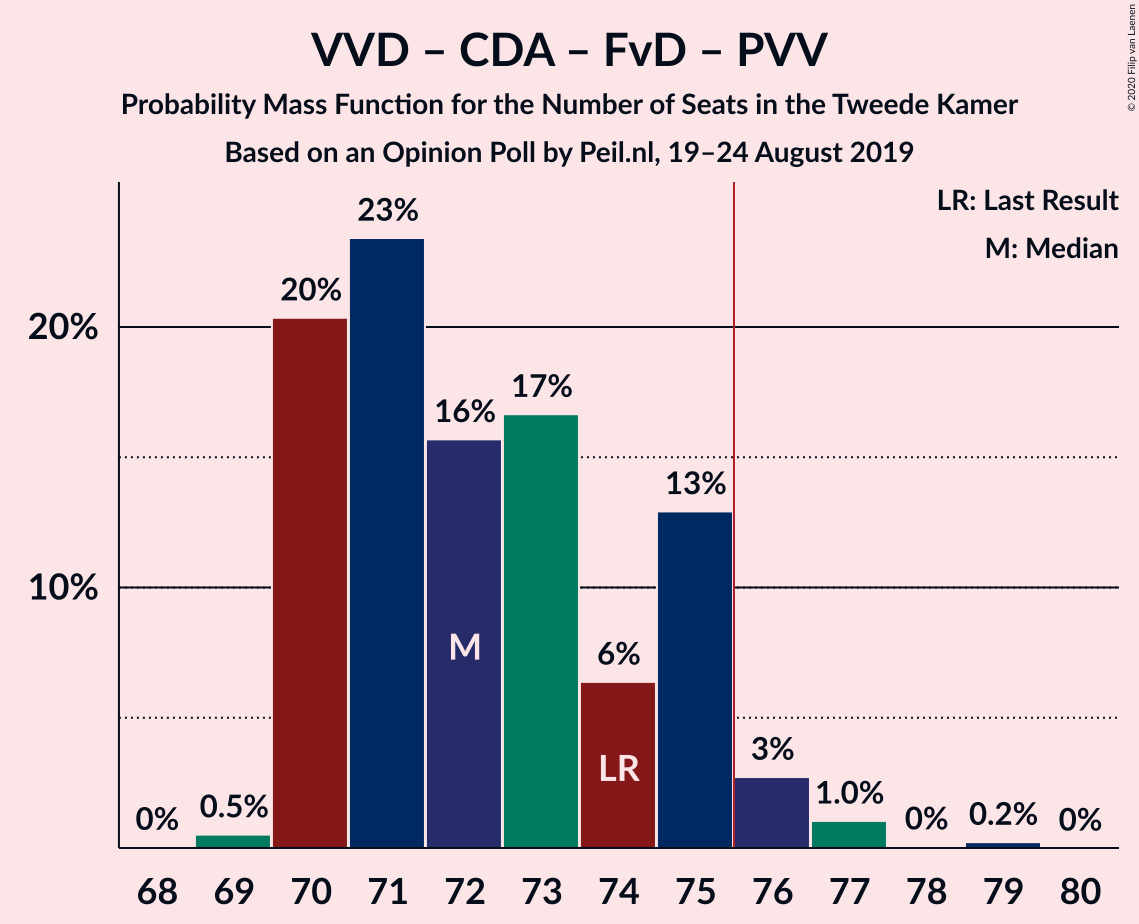 VVD – CDA – FvD – PVV
Probability Mass Function for the Number of Seats in the Tweede Kamer
Based on an Opinion Poll by Peil.nl, 19–24 August 2019
© 2020 Filip van Laenen
LR: Last Result
M: Median
20%
10%
0%
0.5%
20%
23%
16%
17%
6%
13%
3%
1.0%
0%
0.2%
0%
M
LR
68 69 70 71 72 73 74 75 76 77 78 79 80